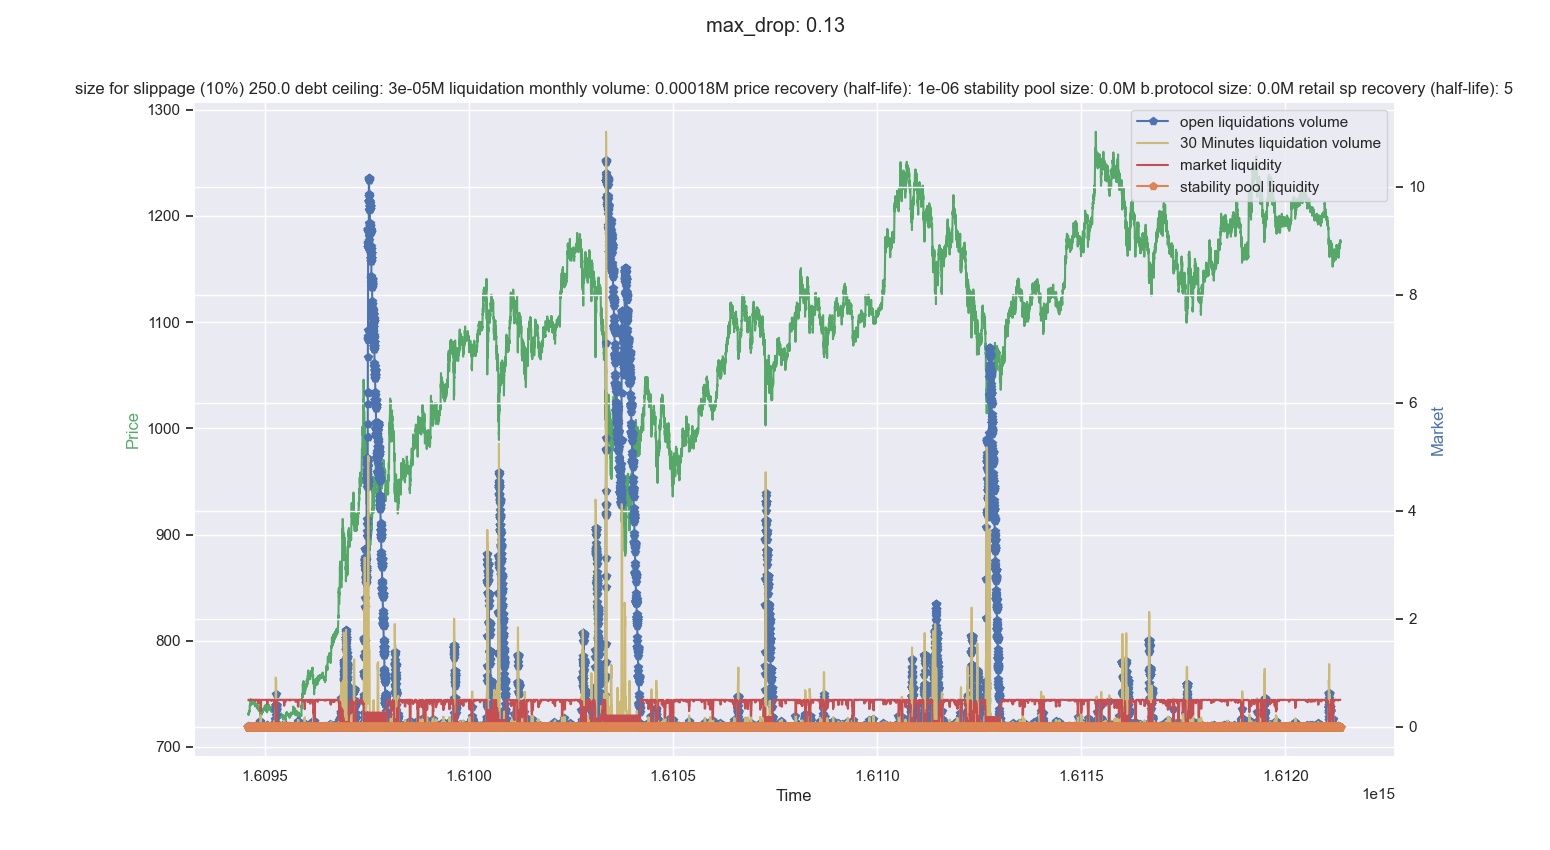 max_drop: 0.13
size for slippage (10%) 250.0 debt ceiling: 3e-05M liquidation monthly volume: 0.00018M price recovery (half-life): 1e-06 stability pool size: 0.0M b.protocol size: 0.0M retail sp recovery (half-life): 5
open liquidations volume
30 Minutes liquidation volume
market liquidity
stability pool liquidity
1300
1200
1100
1000
900
800
700
Price
10
8
6
4
2
0
Market
1.6095
1.6100
1.6105
1.6110
1.6115
1.6120
Time
1e15